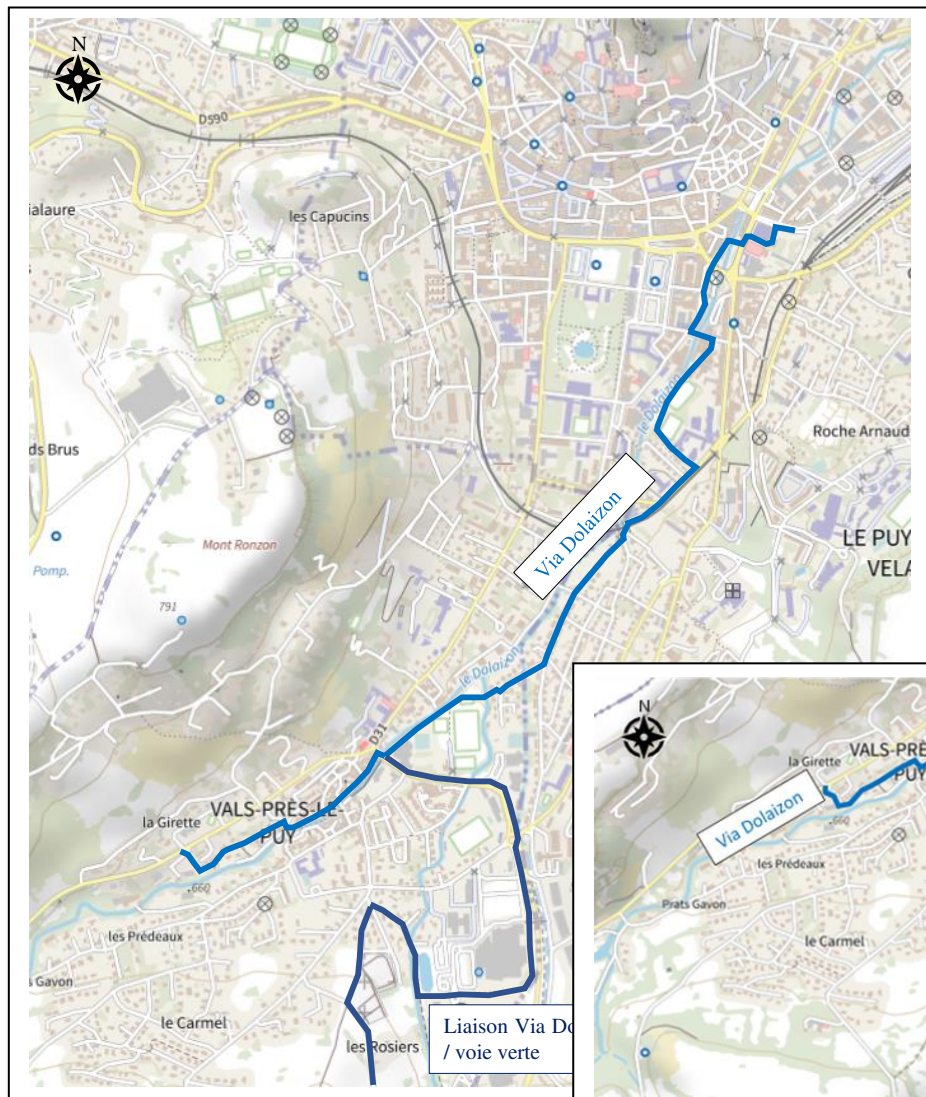 N
D590
ialaure
les Capucins
le Dolaizon
Roche Arnaud
ds Brus
Via Dolaizon
Mont Ronzon
LE PUY
VELA
Pomp.
791
le Dolaizon
D31
N
la Girette
VALS-PRÈ
PUY
VALS-PRÈS-LE-
PUY
la Girette
Via Dolaizon
660
660
les Prédeaux
les Prédeaux
Prats Gavon
le Carmel
s Gavon
le Carmel
Liaison Via Do
/ voie verte
les Rosiers